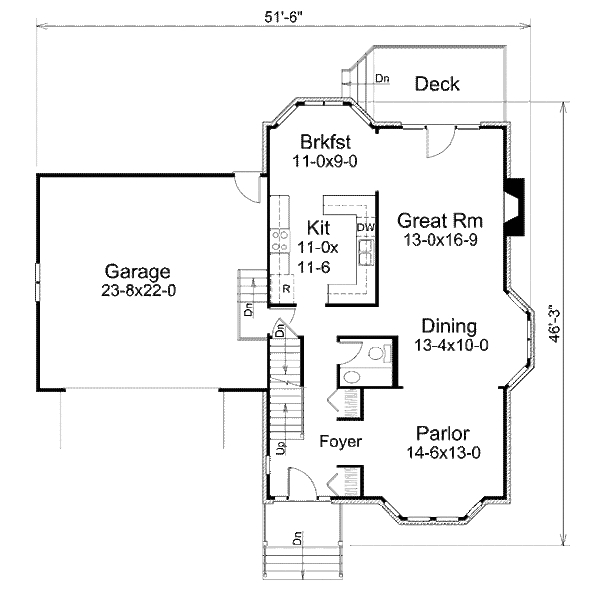 51'-6"
Dn
Deck
Brkfst
11-0x9-0
Great Rm
13-0x16-9
DW
Kit
11-0x
11-6
R
Garage
23-8x22-0
Dn
Dn
Dining
13-4x10-0
46'-3"
Up
Foyer
Parlor
14-6x13-0
Dn